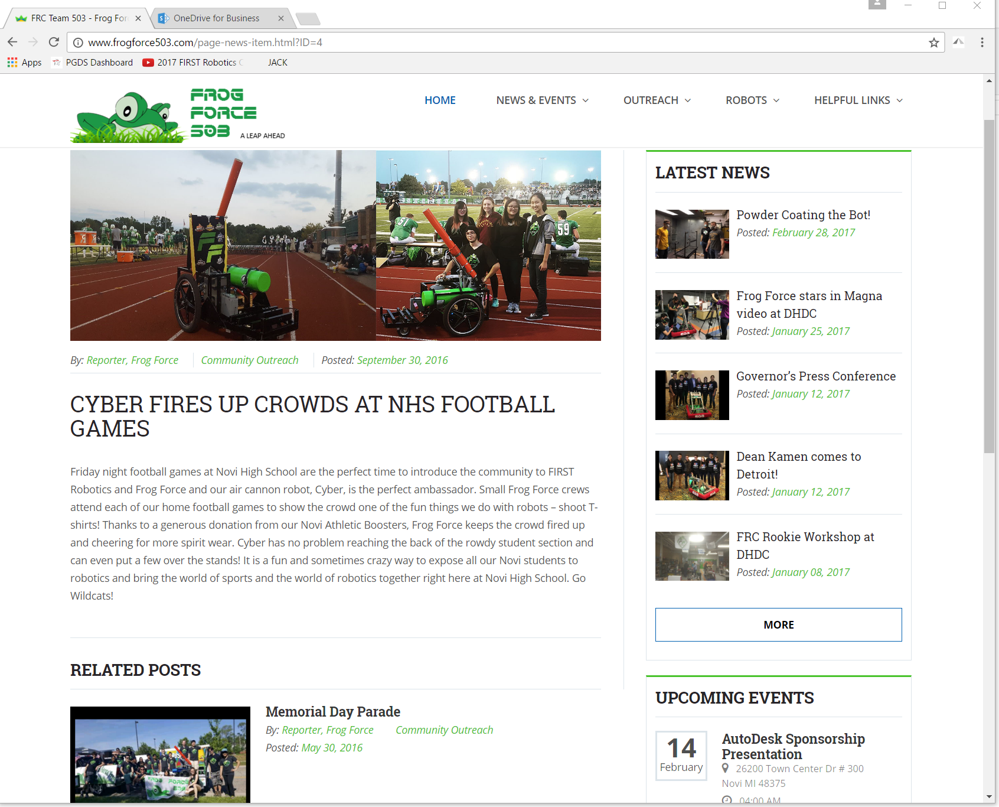 FRC Team 503 - Frog For
OneDrive for Business
www.frogforce503.com/page-news-item.html?ID=4
Apps
PGDS Dashboard
2017 FIRST Robotics C
JACK
FROG
FORCE
503
A LEAP AHEAD
HOME
NEWS & EVENTS
OUTREACH
ROBOTS
HELPFUL LINKS
FF
57
59
By: Reporter, Frog Force
Community Outreach
Posted: September 30, 2016
CYBER FIRES UP CROWDS AT NHS FOOTBALL
GAMES
Friday night football games at Novi High School are the perfect time to introduce the community to FIRST
Robotics and Frog Force and our air cannon robot, Cyber, is the perfect ambassador. Small Frog Force crews
attend each of our home football games to show the crowd one of the fun things we do with robots – shoot T-
shirts! Thanks to a generous donation from our Novi Athletic Boosters, Frog Force keeps the crowd fired up
and cheering for more spirit wear. Cyber has no problem reaching the back of the rowdy student section and
can even put a few over the stands! It is a fun and sometimes crazy way to expose all our Novi students to
robotics and bring the world of sports and the world of robotics together right here at Novi High School. Go
Wildcats!
RELATED POSTS
FROG FORCE
503
Memorial Day Parade
By: Reporter, Frog Force
Community Outreach
Posted: May 30, 2016
LATEST NEWS
Powder Coating the Bot!
Posted: February 28, 2017
503
Frog Force stars in Magna
video at DHDC
Posted: January 25, 2017
503
Governor's Press Conference
Posted: January 12, 2017
Dean Kamen comes to
Detroit!
Posted: January 12, 2017
FRC Rookie Workshop at
DHDC
Posted: January 08, 2017
MORE
UPCOMING EVENTS
14
February
AutoDesk Sponsorship
Presentation
26200 Town Center Dr # 300
Novi MI 48375
04:00 AM